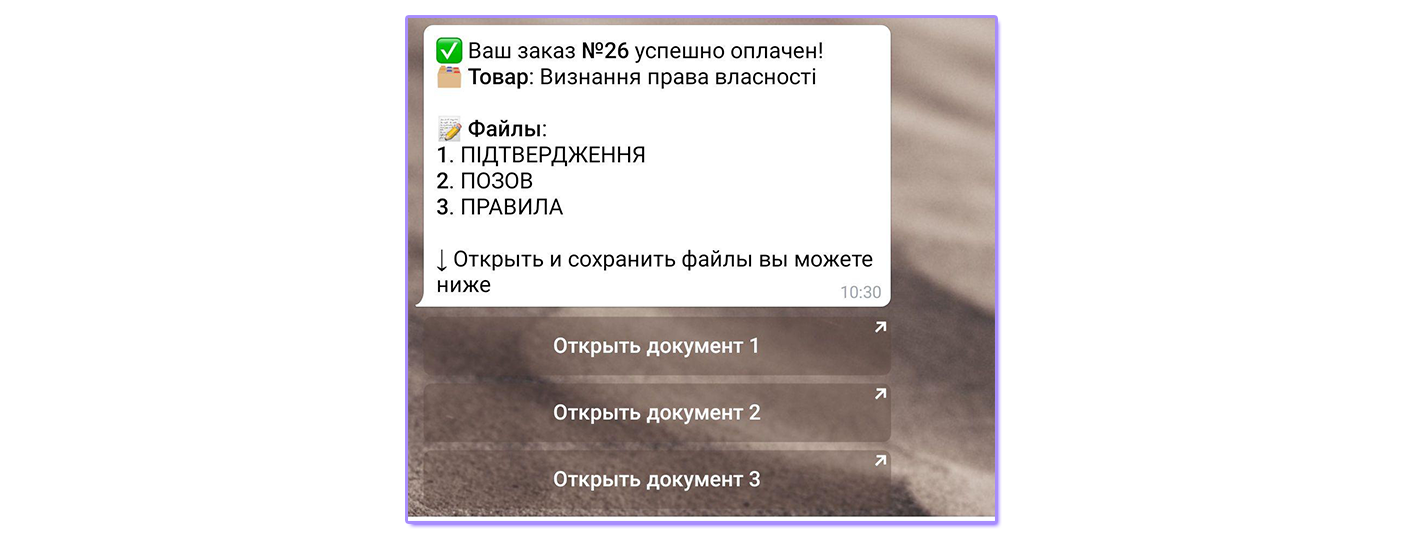 ✅ Ваш заказ №26 успешно оплачен!
🗂️ Товар: Визнання права власності
📝 Файлы:
1. ПІДТВЕРДЖЕННЯ
2. ПОЗОВ
3. ПРАВИЛА
↓ Открыть и сохранить файлы вы можете
ниже
10:30
Открыть документ 1
Открыть документ 2
Открыть документ 3